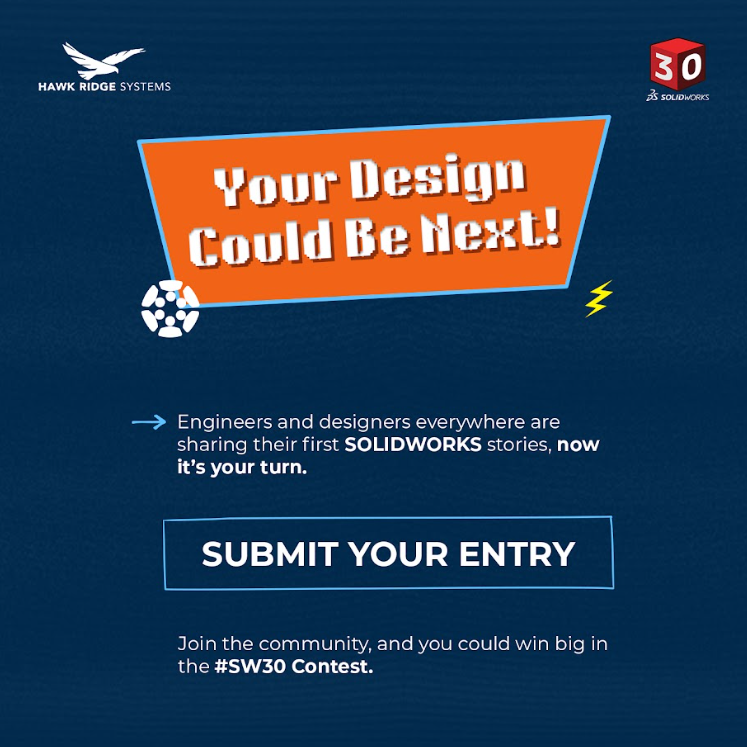 HAWK RIDGE SYSTEMS
30
SOLIDWORKS
Your Design
Could Be Next!
Engineers and designers everywhere are
sharing their first SOLIDWORKS stories, now
it's your turn.
SUBMIT YOUR ENTRY
Join the community, and you could win big in
the #SW30 Contest.